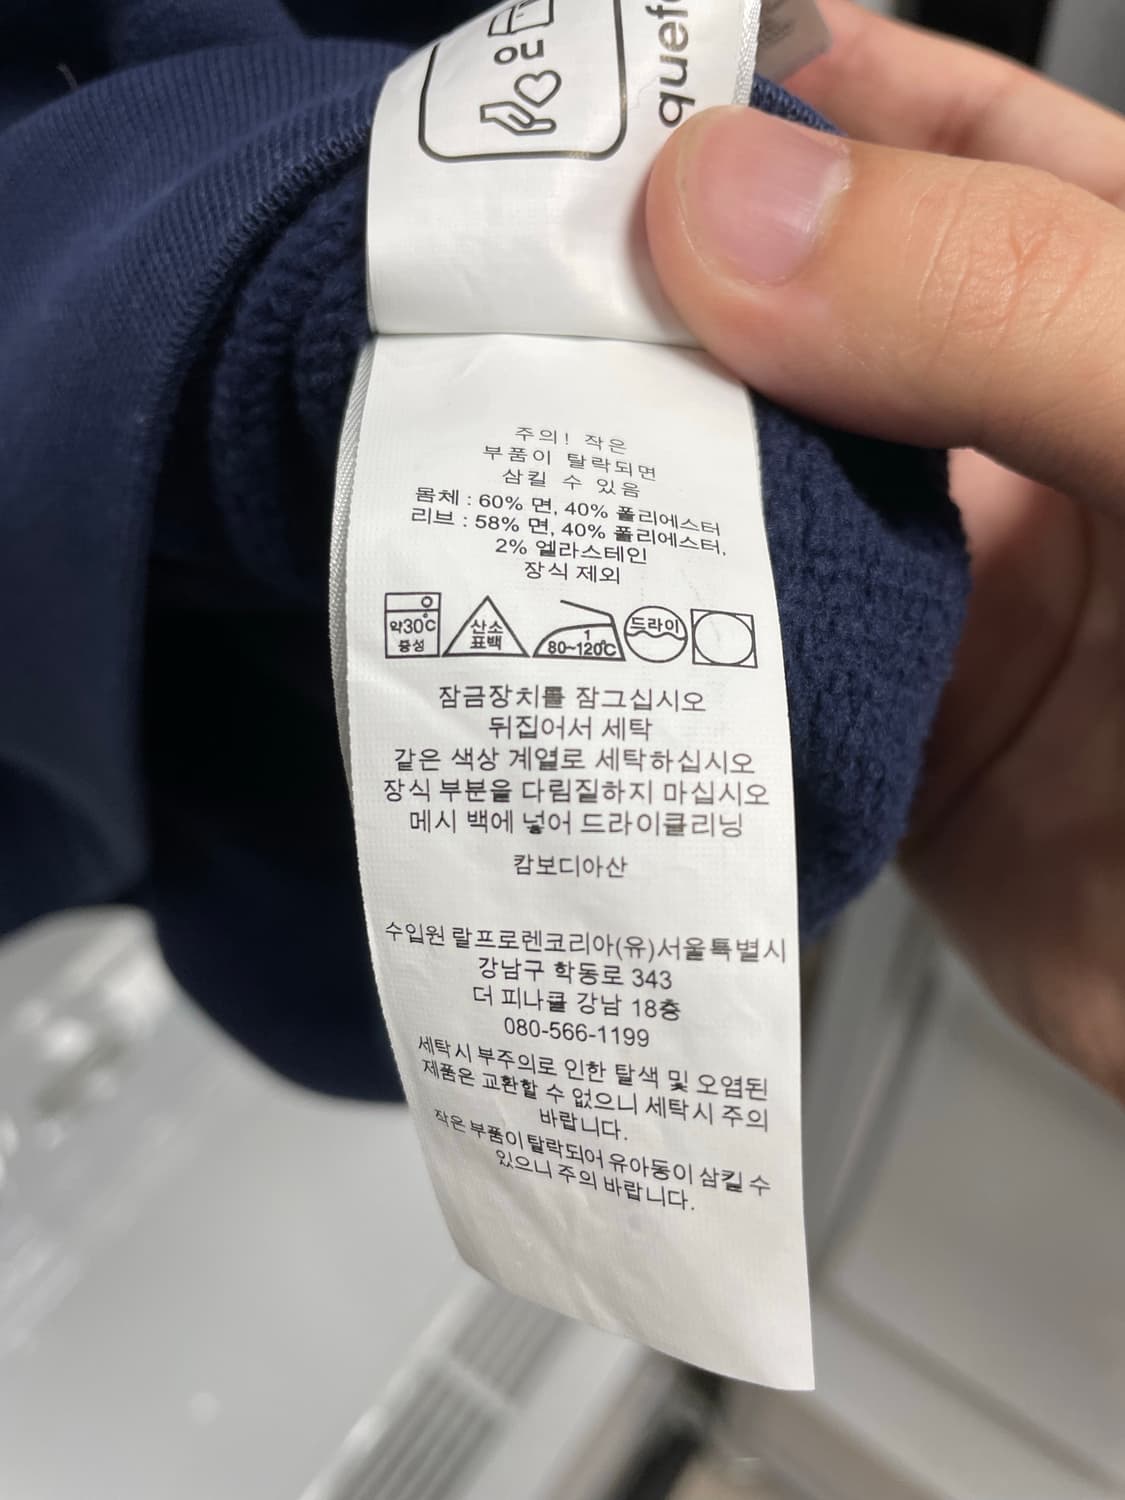 주의! 작은
부품이 탈락되면
삼킬 수 있음
몸체 : 60% 면, 40% 폴리에스터
리브 : 58% 면, 40% 폴리에스터,
2% 엘라스테인
장식 제외
약30℃
중성
산소
표백
1
80~120℃
드라이
잠금장치를 잠그십시오
뒤집어서 세탁
같은 색상 계열로 세탁하십시오
장식 부분을 다림질하지 마십시오
메시 백에 넣어 드라이클리닝
캄보디아산
수입원 랄프로렌코리아(유)서울특별시
강남구 학동로 343
더 피나클 강남 18층
080-566-1199
세탁시 부주의로 인한 탈색 및 오염된
제품은 교환할 수 없으니 세탁시 주의
바랍니다.
작은 부품이 탈락되어 유아동이 삼킬 수
있으니 주의 바랍니다.